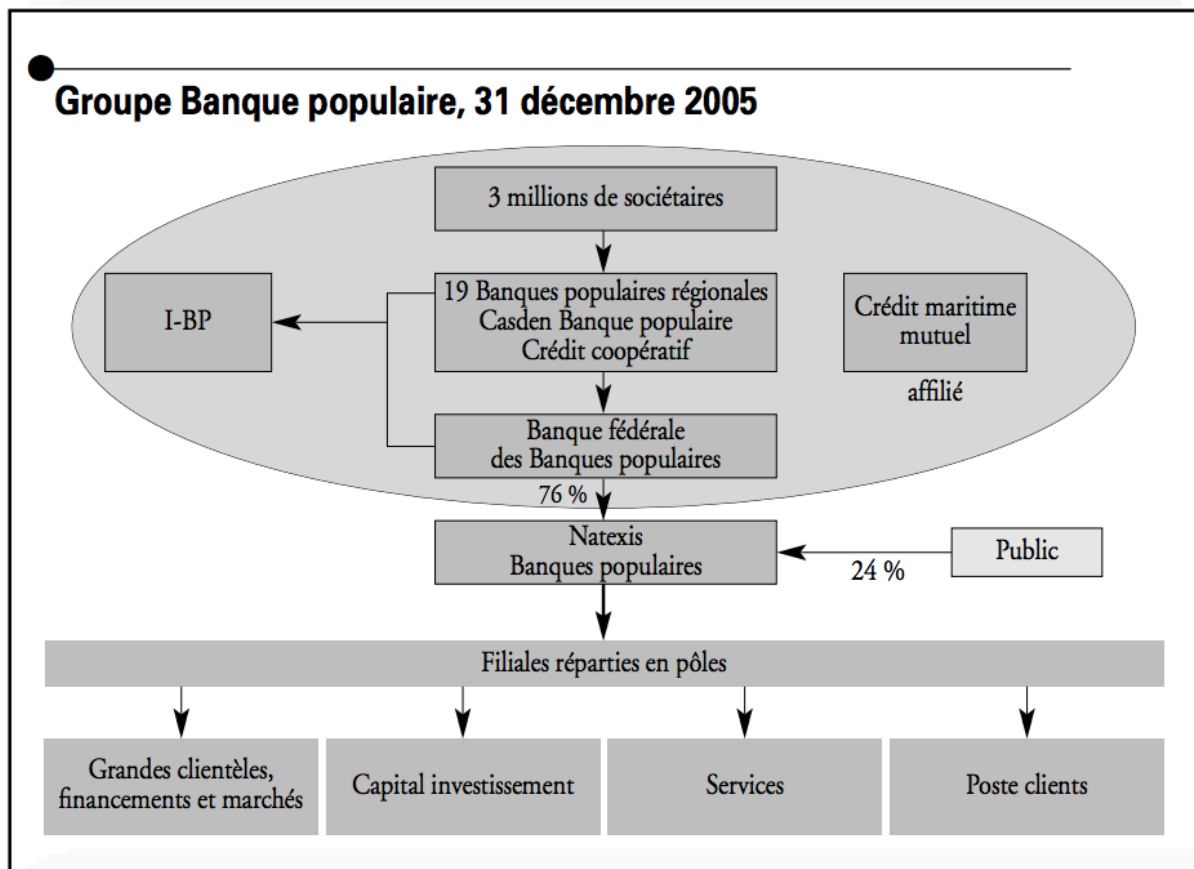 Groupe Banque populaire, 31 décembre 2005
3 millions de sociétaires
I-BP
19 Banques populaires régionales
Casden Banque populaire
Crédit coopératif
Crédit maritime
mutuel
affilié
Banque fédérale
des Banques populaires
76 %
Natexis
Banques populaires
Public
24 %
Filiales réparties en pôles
Grandes clientèles,
financements et marchés
Capital investissement
Services
Poste clients